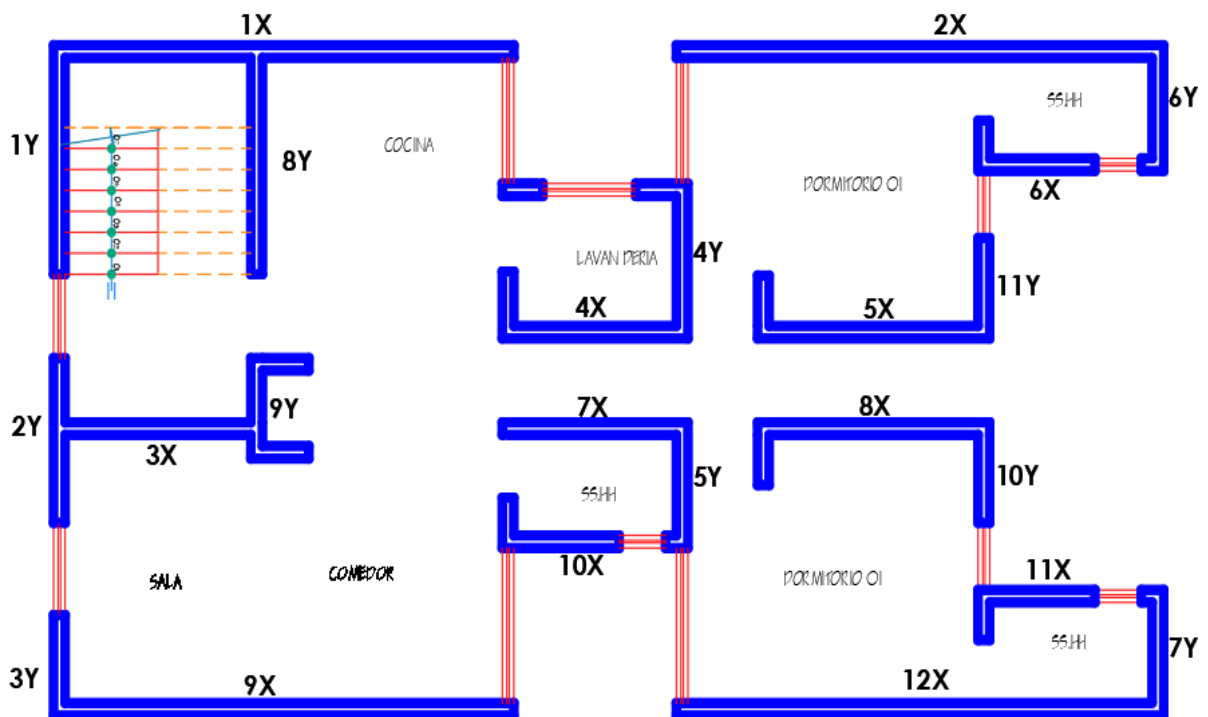 1X
2X
SS.HH
6Y
1Y
8Y
COCINA
DORMITORIO 01
6X
LAVANDERIA
4Y
11Y
4X
5X
9Y
7X
8X
2Y
3X
5Y
10Y
SS.HH
10X
11X
SALA
COMEDOR
DORMITORIO 01
SS.HH
7Y
3Y
9X
12X